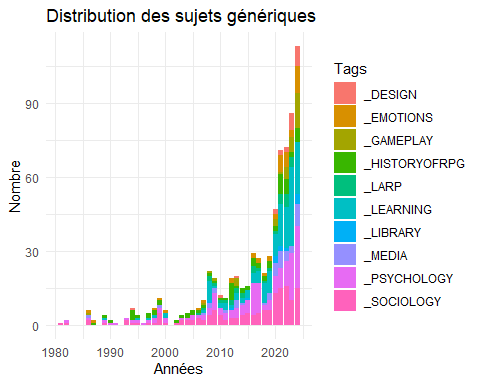 Distribution des sujets génériques
Nombre
90
60
30
0
1980
1990
2000
2010
2020
Années
Tags
_DESIGN
_EMOTIONS
_GAMEPLAY
_HISTORYOFRPG
_LARP
_LEARNING
_LIBRARY
_MEDIA
_PSYCHOLOGY
_SOCIOLOGY